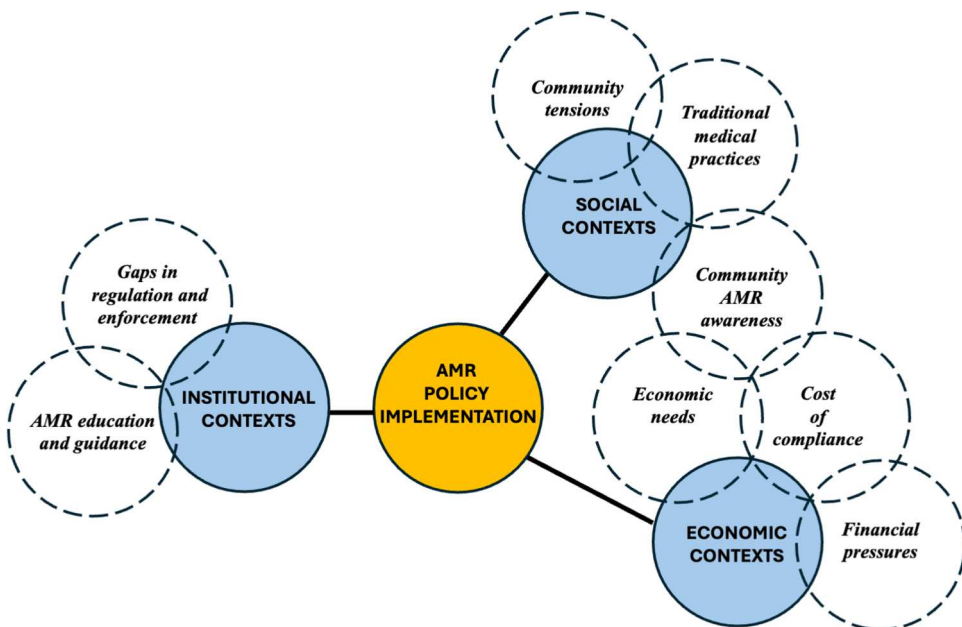 Community
tensions
Traditional
medical
practices
SOCIAL
CONTEXTS
Gaps in
regulation and
enforcement
Community
AMR
awareness
AMR education
and guidance
INSTITUTIONAL
CONTEXTS
AMR
POLICY
IMPLEMENTATION
Economic
needs
Cost
of
compliance
ECONOMIC
CONTEXTS
Financial
pressures